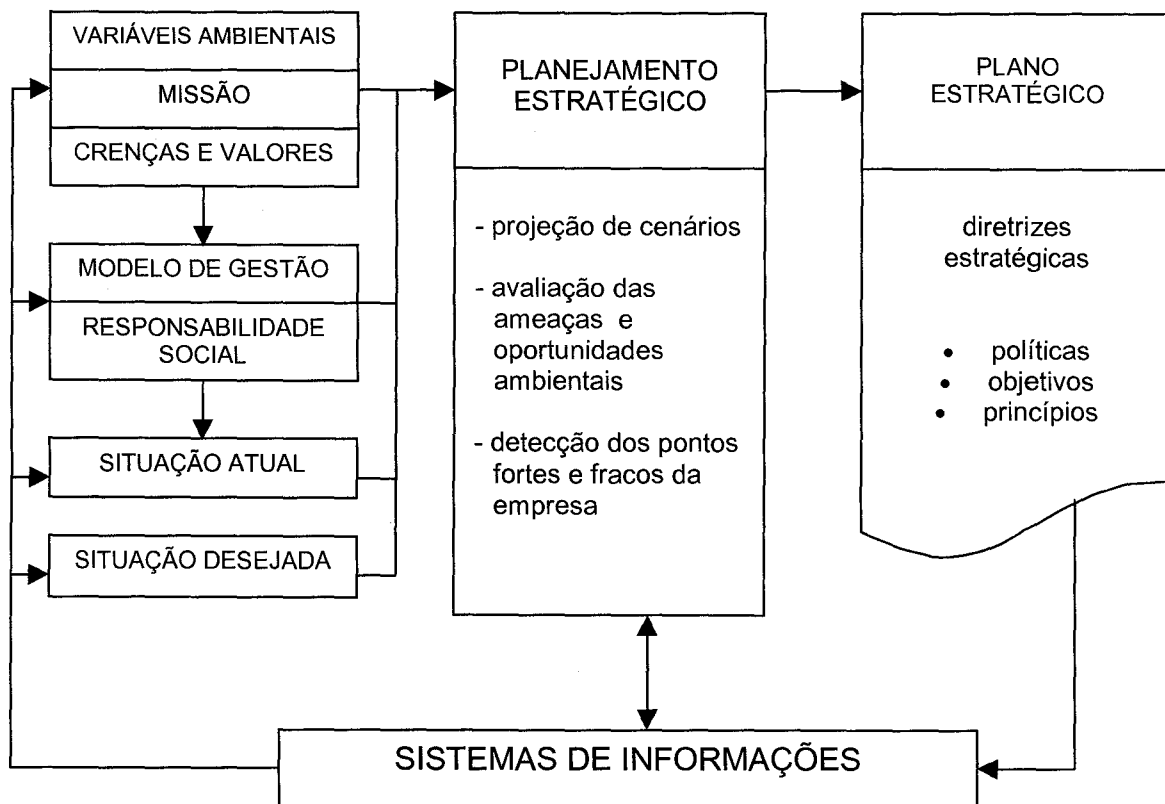 VARIÁVEIS AMBIENTAIS
MISSÃO
CRENÇAS E VALORES
MODELO DE GESTÃO
RESPONSABILIDADE
SOCIAL
SITUAÇÃO ATUAL
SITUAÇÃO DESEJADA
PLANEJAMENTO
ESTRATÉGICO
- projeção de cenários
- avaliação das
ameaças e
oportunidades
ambientais
- detecção dos pontos
fortes e fracos da
empresa
PLANO
ESTRATÉGICO
diretrizes
estratégicas
• políticas
• objetivos
• princípios
SISTEMAS DE INFORMAÇÕES